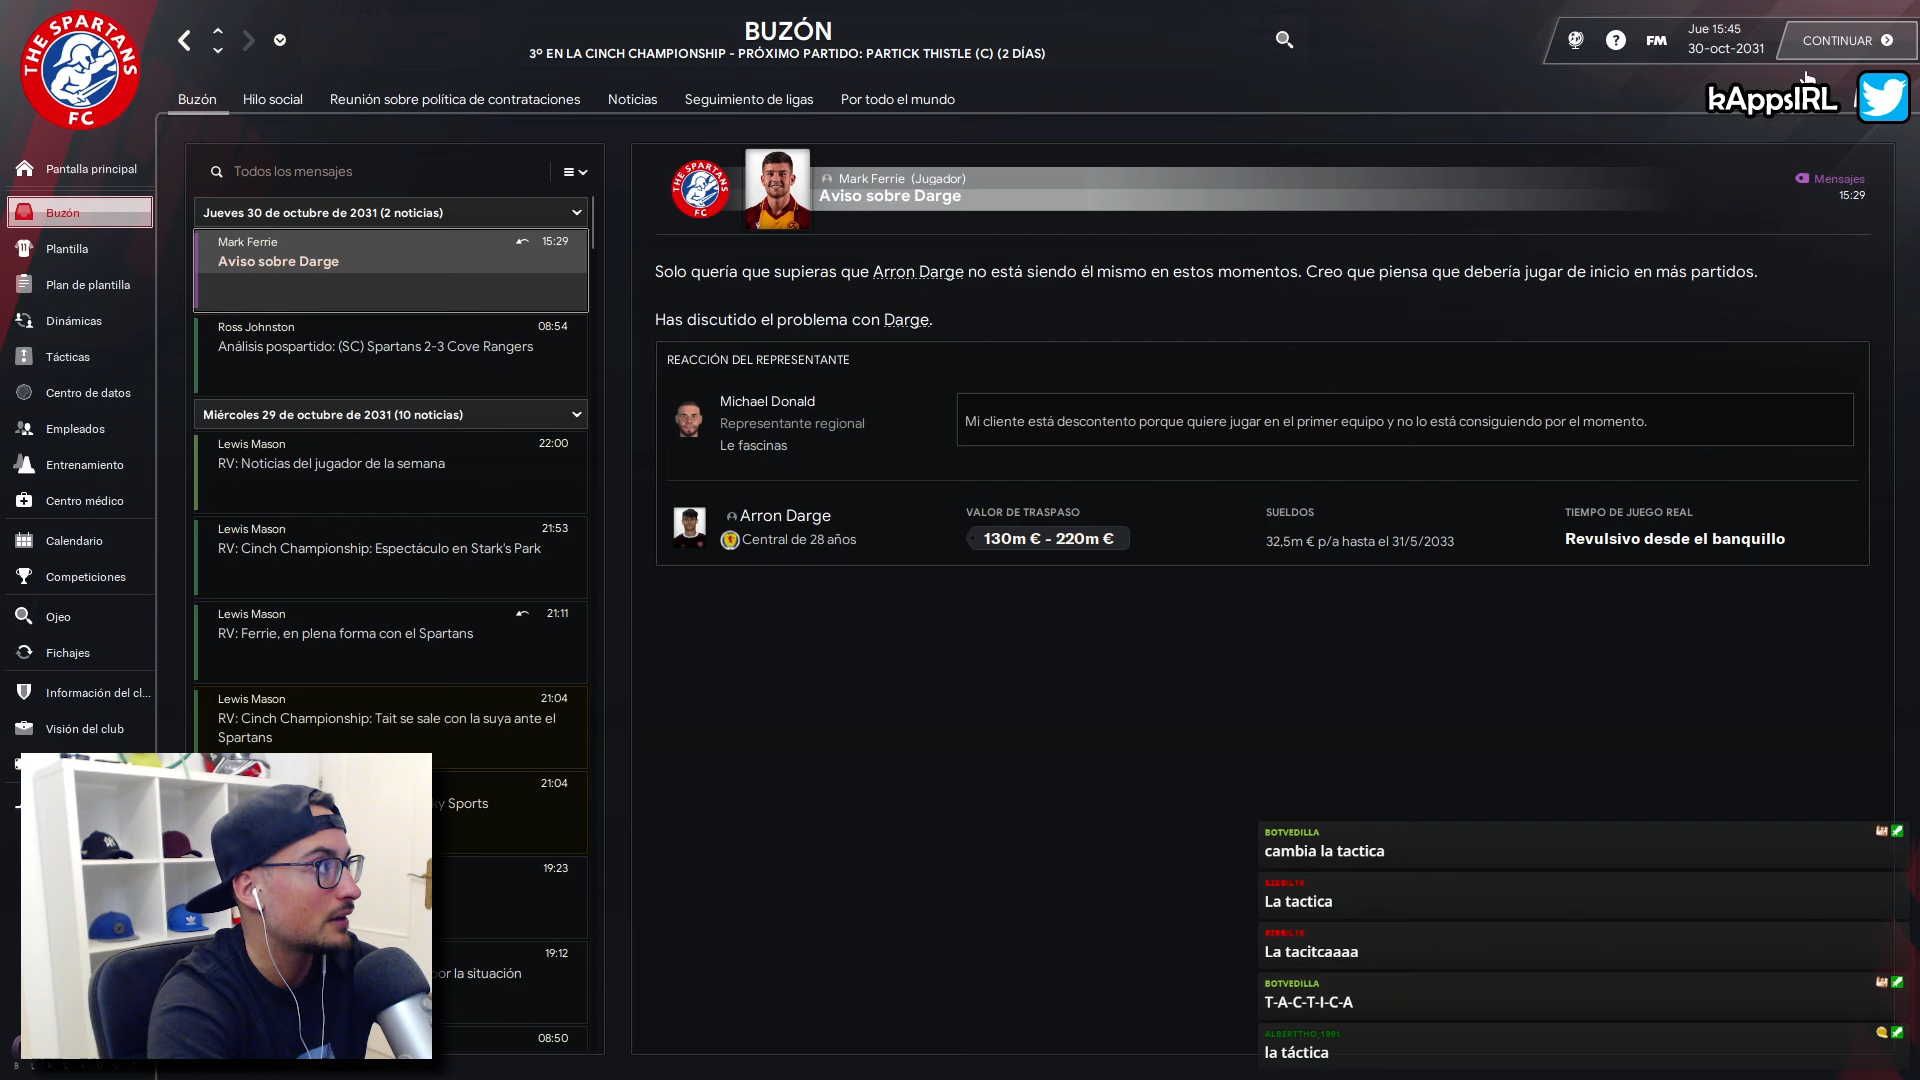 THE SPARTANS
FC
BUZÓN
3º EN LA CINCH CHAMPIONSHIP - PRÓXIMO PARTIDO: PARTICK THISTLE (C) (2 DÍAS)
FM
Jue 15:45
30-oct-2031
CONTINUAR
kAppsIRL
Buzón
Hilo social
Reunión sobre política de contrataciones
Noticias
Seguimiento de ligas
Por todo el mundo
Pantalla principal
Buzón
Plantilla
Plan de plantilla
Dinámicas
Tácticas
Centro de datos
Empleados
Entrenamiento
Centro médico
Calendario
Competiciones
Ojeo
Fichajes
Información del cl...
Visión del club
Todos los mensajes
Jueves 30 de octubre de 2031 (2 noticias)
Mark Ferrie 15:29
Aviso sobre Darge
Ross Johnston 08:54
Análisis pospartido: (SC) Spartans 2-3 Cove Rangers
Miércoles 29 de octubre de 2031 (10 noticias)
Lewis Mason 22:00
RV: Noticias del jugador de la semana
Lewis Mason 21:53
RV: Cinch Championship: Espectáculo en Stark's Park
Lewis Mason 21:11
RV: Ferrie, en plena forma con el Spartans
Lewis Mason 21:04
RV: Cinch Championship: Tait se sale con la suya ante el
Spartans
21:04
ky Sports
19:23
19:12
por la situación
08:50
THE SPARTANS
FC
Mark Ferrie (Jugador)
Aviso sobre Darge
Mensajes
15:29
Solo quería que supieras que Arron Darge no está siendo él mismo en estos momentos. Creo que piensa que debería jugar de inicio en más partidos.
Has discutido el problema con Darge.
REACCIÓN DEL REPRESENTANTE
Michael Donald
Representante regional
Le fascinas
Mi cliente está descontento porque quiere jugar en el primer equipo y no lo está consiguiendo por el momento.
Arron Darge
Central de 28 años
VALOR DE TRASPASO
130m € - 220m €
SUELDOS
32,5m € p/a hasta el 31/5/2033
TIEMPO DE JUEGO REAL
Revulsivo desde el banquillo
BOTVEDILLA
cambia la tactica
La tactica
La tacitcaaaa
BOTVEDILLA
T-A-C-T-I-C-A
ALBERTTHO_1991
la táctica